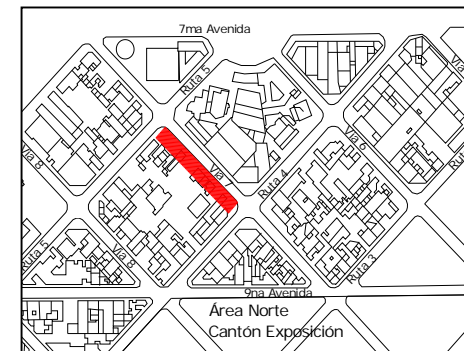 7ma Avenida
Ruta 5
Vía 8
Vía 6
Vía
Ruta 4
Ruta 5
Vía 8
Ruta 3
9na Avenida
Área Norte
Cantón Exposición